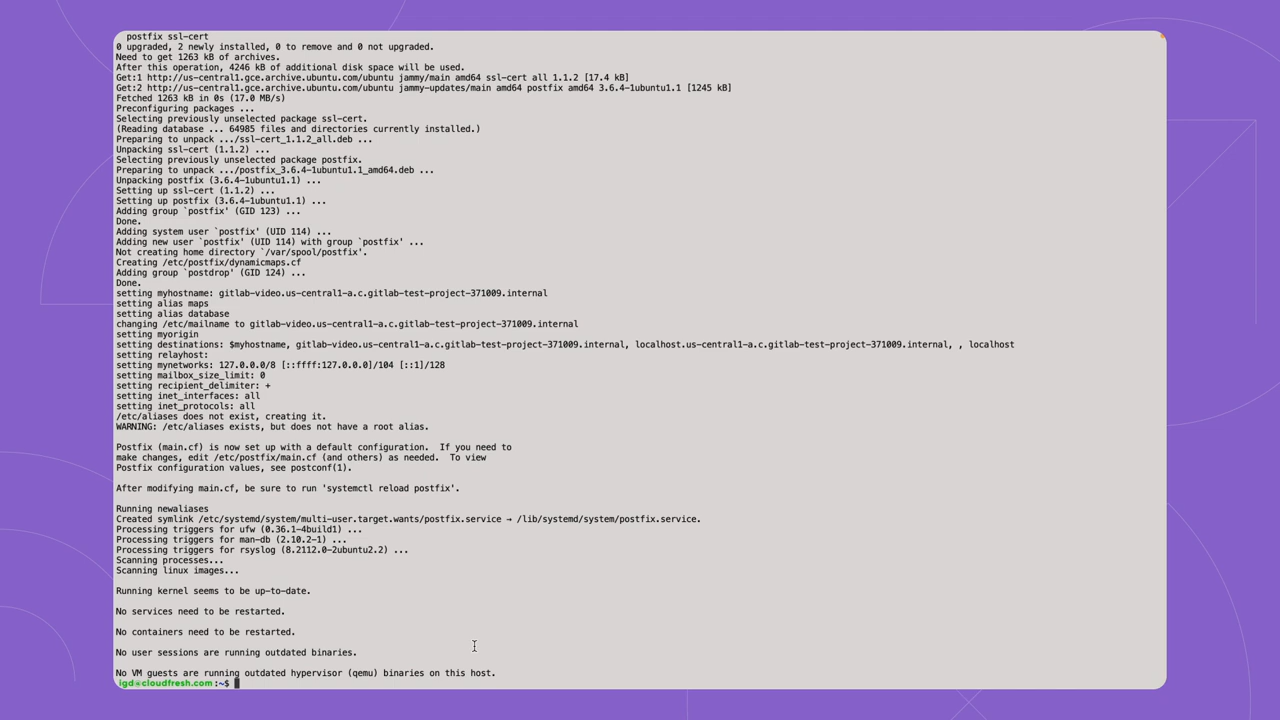 postfix ssl-cert
0 upgraded, 2 newly installed, 0 to remove and 0 not upgraded.
Need to get 1263 kB of archives.
After this operation, 4246 kB of additional disk space will be used.
Get:1 http://us-central1.gce.archive.ubuntu.com/ubuntu jammy/main amd64 ssl-cert all 1.1.2 [17.4 kB]
Get:2 http://us-central1.gce.archive.ubuntu.com/ubuntu jammy-updates/main amd64 postfix amd64 3.6.4-1ubuntu1.1 [1245 kB]
Fetched 1263 kB in 0s (17.0 MB/s)
Preconfiguring packages ...
Selecting previously unselected package ssl-cert.
(Reading database ... 64985 files and directories currently installed.)
Preparing to unpack .../ssl-cert_1.1.2_all.deb ...
Unpacking ssl-cert (1.1.2) ...
Selecting previously unselected package postfix.
Preparing to unpack .../postfix_3.6.4-1ubuntu1.1_amd64.deb ...
Unpacking postfix (3.6.4-1ubuntu1.1) ...
Setting up ssl-cert (1.1.2) ...
Setting up postfix (3.6.4-1ubuntu1.1) ...
Adding group `postfix' (GID 123) ...
Done.
Adding system user `postfix' (UID 114) ...
Adding new user `postfix' (UID 114) with group `postfix' ...
Not creating home directory `/var/spool/postfix'.
Creating /etc/postfix/dynamicmaps.cf
Adding group `postdrop' (GID 124) ...
Done.
setting myhostname: gitlab-video.us-central1-a.c.gitlab-test-project-371009.internal
setting alias maps
setting alias database
changing /etc/mailname to gitlab-video.us-central1-a.c.gitlab-test-project-371009.internal
setting myorigin
setting destinations: $myhostname, gitlab-video.us-central1-a.c.gitlab-test-project-371009.internal, localhost.us-central1-a.c.gitlab-test-project-371009.internal, , localhost
setting relayhost:
setting mynetworks: 127.0.0.0/8 [::ffff:127.0.0.0]/104 [::1]/128
setting mailbox_size_limit: 0
setting recipient_delimiter: +
setting inet_interfaces: all
setting inet_protocols: all
/etc/aliases does not exist, creating it.
WARNING: /etc/aliases exists, but does not have a root alias.

Postfix (main.cf) is now set up with a default configuration.  If you need to
make changes, edit /etc/postfix/main.cf (and others) as needed.  To view
Postfix configuration values, see postconf(1).

After modifying main.cf, be sure to run 'systemctl reload postfix'.

Running newaliases
Created symlink /etc/systemd/system/multi-user.target.wants/postfix.service → /lib/systemd/system/postfix.service.
Processing triggers for ufw (0.36.1-4build1) ...
Processing triggers for man-db (2.10.2-1) ...
Processing triggers for rsyslog (8.2112.0-2ubuntu2.2) ...
Scanning processes...
Scanning linux images...

Running kernel seems to be up-to-date.

No services need to be restarted.

No containers need to be restarted.

No user sessions are running outdated binaries.

No VM guests are running outdated hypervisor (qemu) binaries on this host.
igd@cloudfresh.com:~$